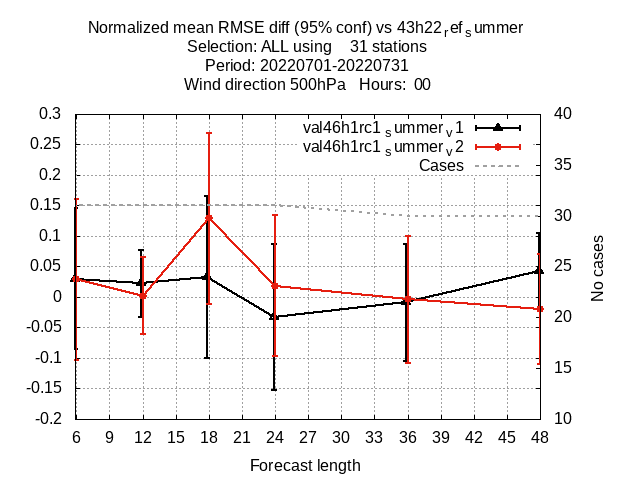 Normalized mean RMSE diff (95% conf) vs 43h22refsummer
Selection: ALL using 31 stations
Period: 20220701-20220731
Wind direction 500hPa Hours: 00
val46h1rc1summerv1
val46h1rc1summerv2
Cases
0.3
0.25
0.2
0.15
0.1
0.05
0
-0.05
-0.1
-0.15
-0.2
40
35
30
25
20
15
10
No cases
6 9 12 15 18 21 24 27 30 33 36 39 42 45 48
Forecast length